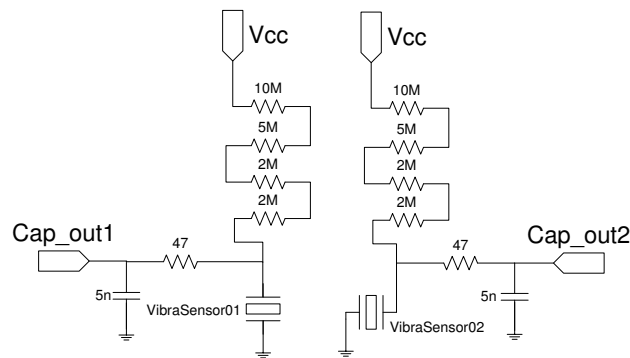 Vcc
10M
5M
2M
2M
Cap_out1
47
5n
VibraSensor01
Vcc
10M
5M
2M
2M
47
Cap_out2
5n
VibraSensor02